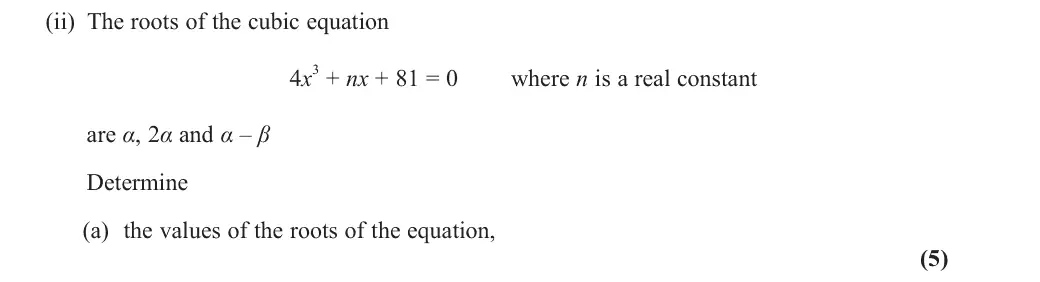 (ii) The roots of the cubic equation
4x³ + nx + 81 = 0 where n is a real constant
are α, 2α and α – β
Determine
(a) the values of the roots of the equation,
(5)